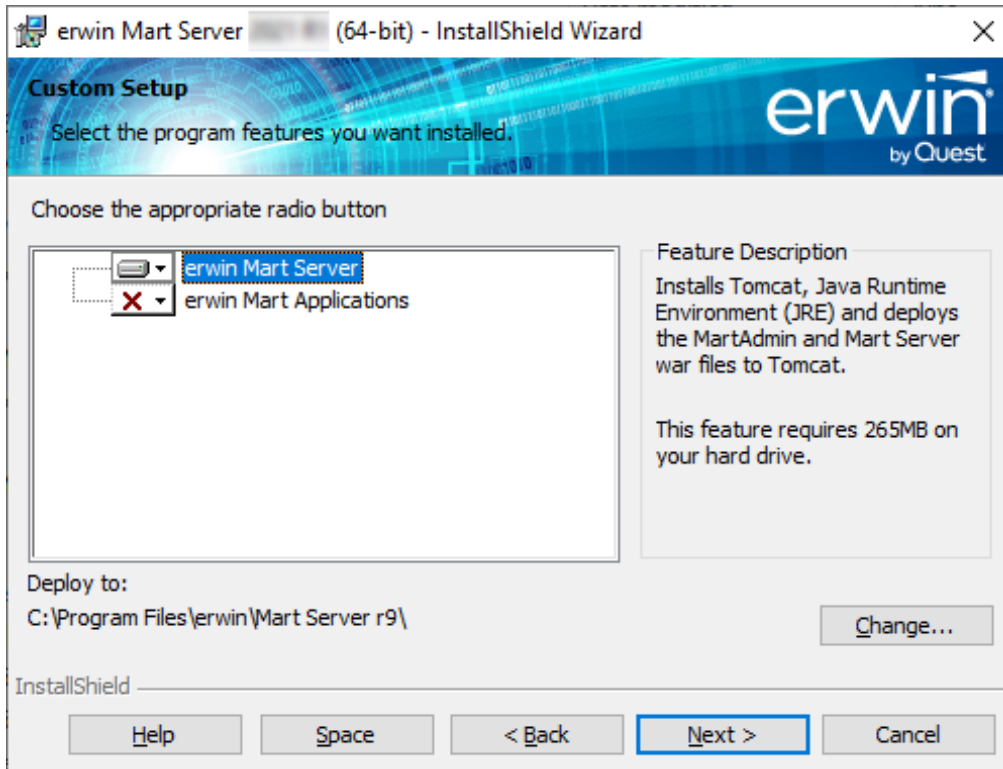 erwin Mart Server (64-bit) - InstallShield Wizard
Custom Setup
Select the program features you want installed.
erwin
by Quest
Choose the appropriate radio button
erwin Mart Server
erwin Mart Applications
Feature Description
Installs Tomcat, Java Runtime
Environment (JRE) and deploys
the MartAdmin and Mart Server
war files to Tomcat.
This feature requires 265MB on
your hard drive.
Deploy to:
C:\Program Files\erwin\Mart Server r9\
Change...
InstallShield
Help
Space
< Back
Next >
Cancel